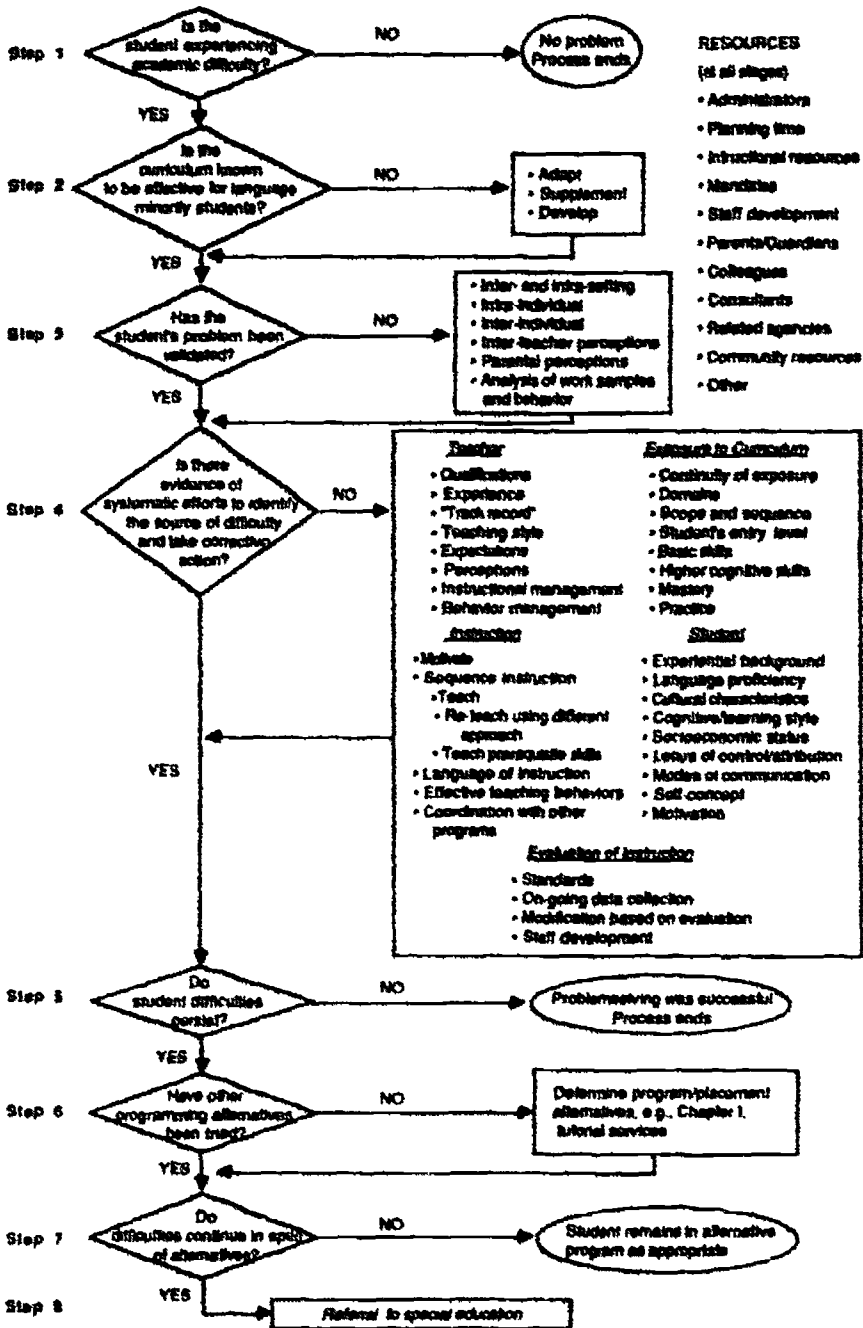 Step 1
Is the
student experiencing
academic difficulty?
NO
No problem
Process ends
YES
Step 2
Is the
curriculum known
to be effective for language
minority students?
NO
• Adapt
• Supplement
• Develop
YES
Step 3
Has the
student's problem been
validated?
NO
• Inter- and intra-setting
• Intra-individual
• Inter-individual
• Inter-teacher perceptions
• Parental perceptions
• Analysis of work samples
and behavior
YES
RESOURCES
(at all stages)
• Administrators
• Planning time
• Intructional resources
• Mandates
• Staff development
• Parents/Guardians
• Colleagues
• Consultants
• Related agencies
• Community resources
• Other
Step 4
Is there
evidence of
systematic efforts to identify
the source of difficulty
and take corrective
action?
NO
Teacher
• Qualifications
• Experience
• "Track record"
• Teaching style
• Expectations
• Perceptions
• Instructional management
• Behavior management
Exposure to Curriculum
• Continuity of exposure
• Domains
• Scope and sequence
• Student's entry level
• Basic skills
• Higher cognitive skills
• Mastery
• Practice
Instruction
• Motivate
• Sequence instruction
• Teach
• Re-teach using different
approach
• Teach prerequisite skills
• Language of instruction
• Effective teaching behaviors
• Coordination with other
programs
Student
• Experiential background
• Language proficiency
• Cultural characteristics
• Cognitive/learning style
• Socioeconomic status
• Locus of control/attribution
• Modes of communication
• Self-concept
• Motivation
Evaluation of Instruction
• Standards
• On-going data collection
• Modification based on evaluation
• Staff development
YES
Step 5
Do
student difficulties
persist?
NO
Problemsolving was successful
Process ends
YES
Step 6
Have other
programming alternatives
been tried?
NO
Determine program/placement
alternatives, e.g., Chapter I,
tutorial services
YES
Step 7
Do
difficulties continue in spite
of alternatives?
NO
Student remains in alternative
program as appropriate
YES
Step 8
Referral to special education